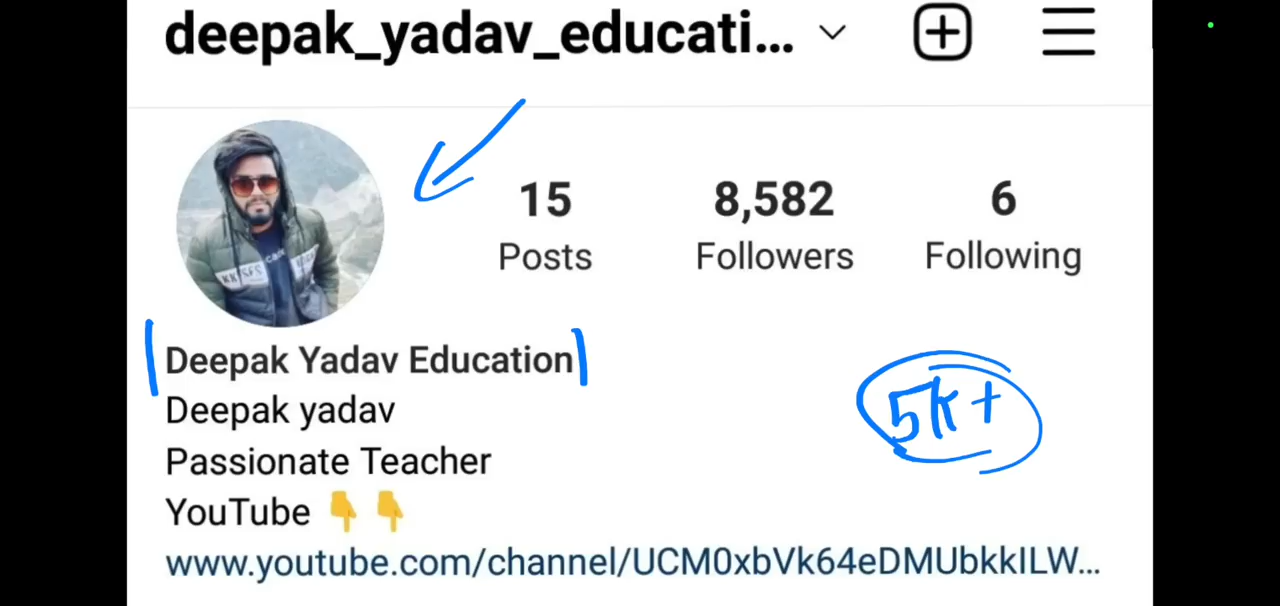 deepak_yadav_educati...
15 8,582 6
Posts Followers Following
Deepak Yadav Education
5k+
Deepak yadav
Passionate Teacher
YouTube 👇 👇
www.youtube.com/channel/UCM0xbVk64eDMUbkkILW...